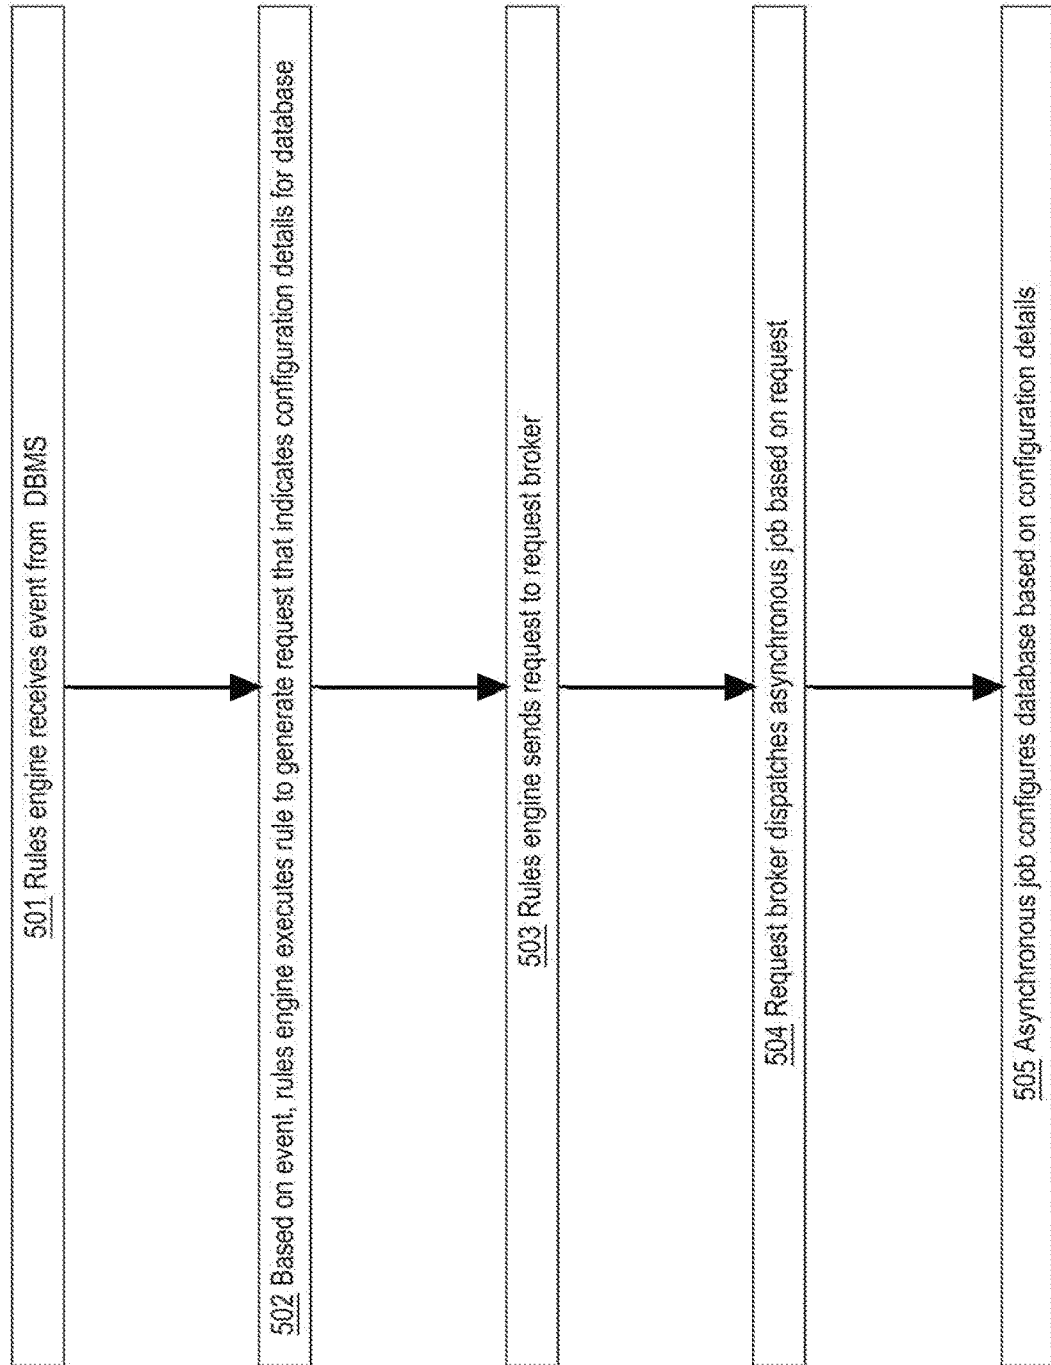 501 Rules engine receives event from DBMS
502 Based on event, rules engine executes rule to generate request that indicates configuration details for database
503 Rules engine sends request to request broker
504 Request broker dispatches asynchronous job based on request
505 Asynchronous job configures database based on configuration details